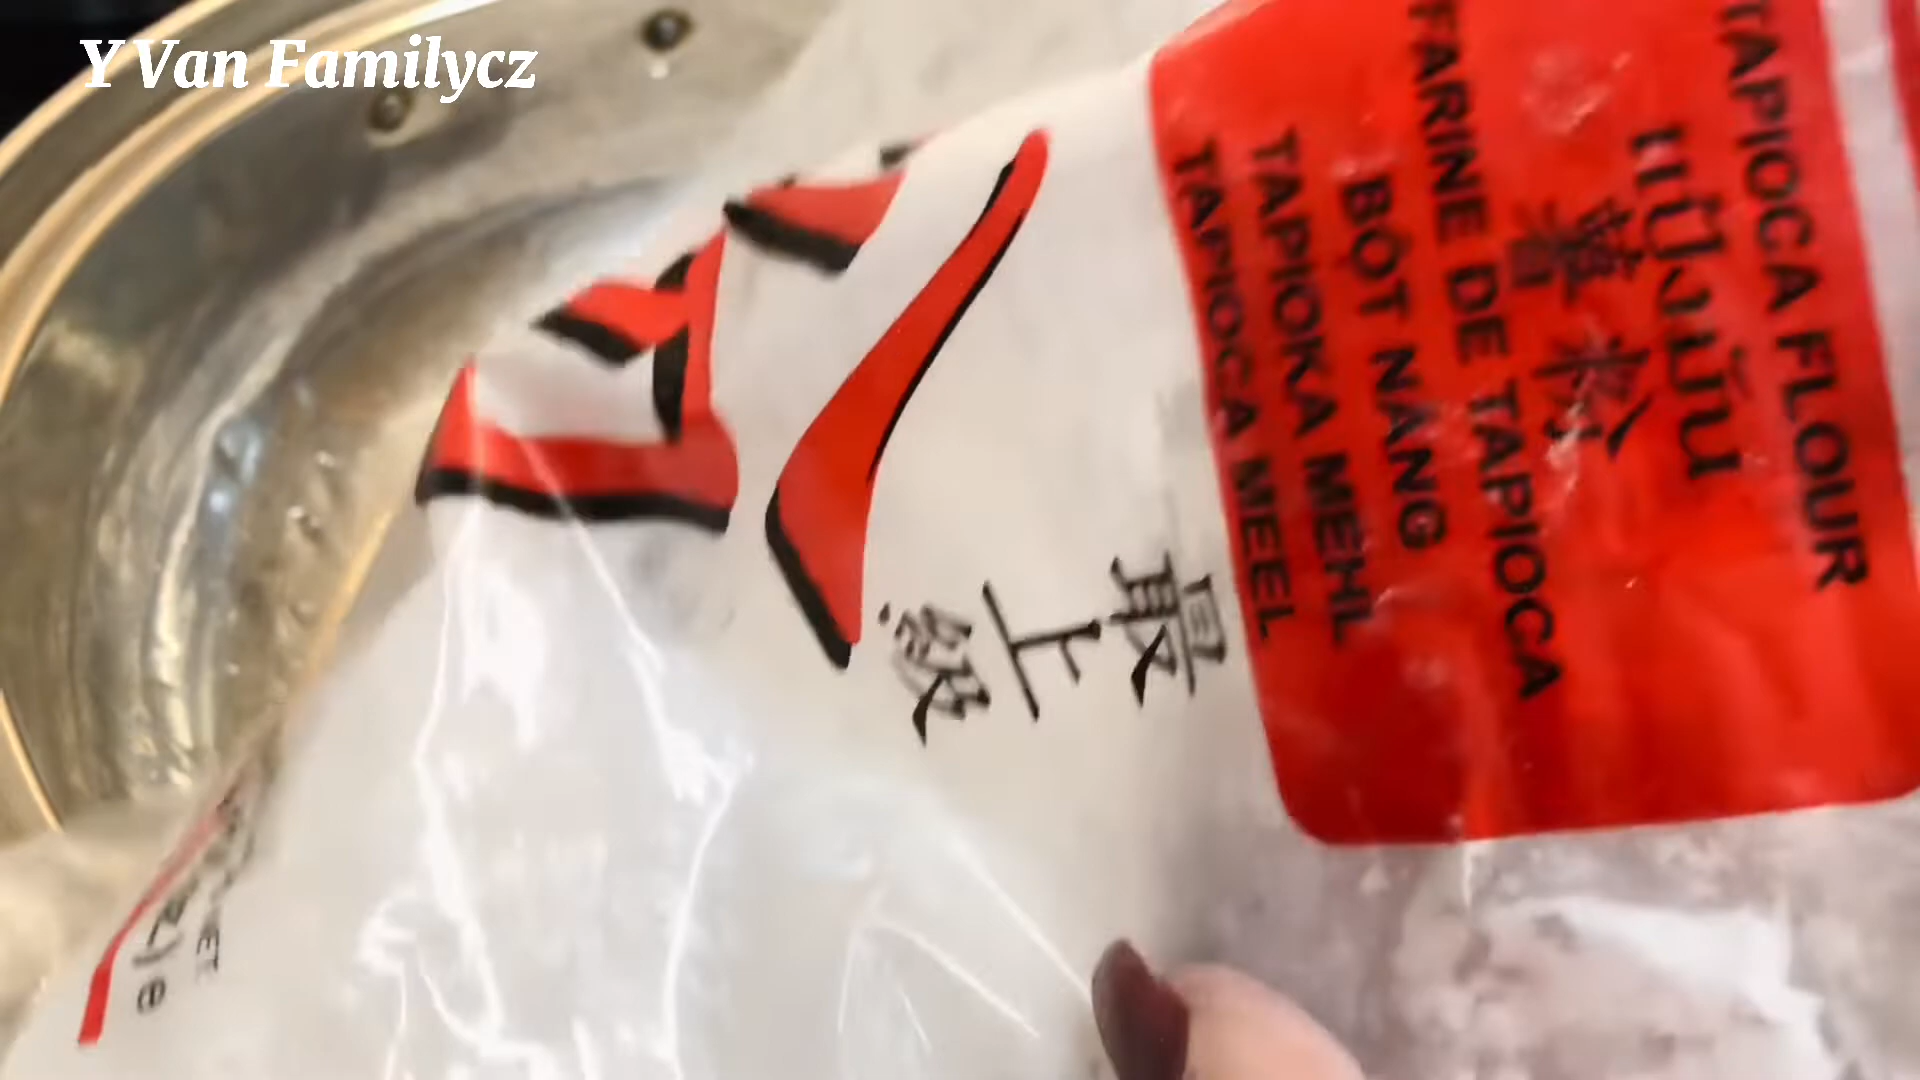 Y Van Familycz
TAPIOCA FLOUR
แป้งมัน
薯粉
FARINE DE TAPIOCA
BỘT NĂNG
TAPIOKA MEHL
TAPIOCA MEEL
最上級